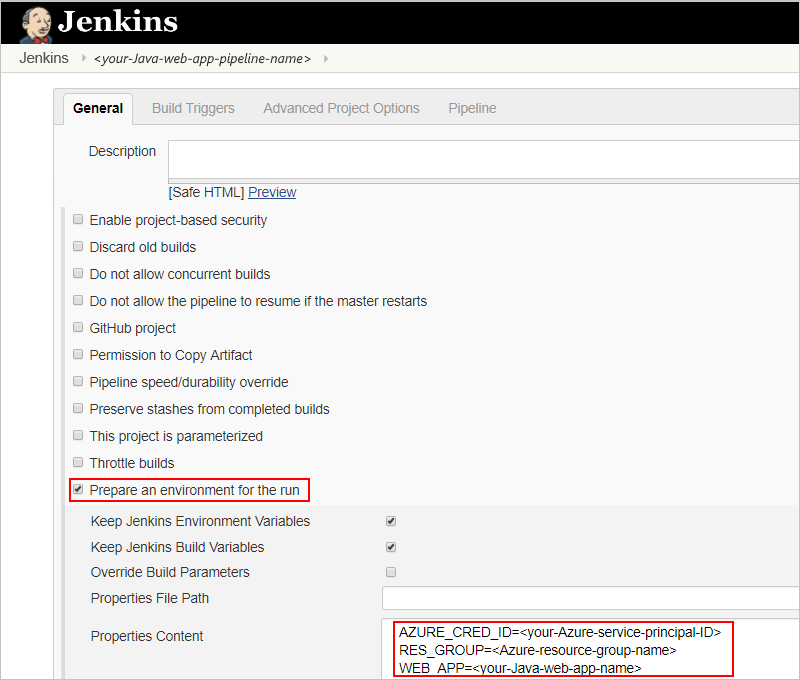 Jenkins
Jenkins <your-Java-web-app-pipeline-name>
General Build Triggers Advanced Project Options Pipeline
Description
[Safe HTML] Preview
Enable project-based security
Discard old builds
Do not allow concurrent builds
Do not allow the pipeline to resume if the master restarts
GitHub project
Permission to Copy Artifact
Pipeline speed/durability override
Preserve stashes from completed builds
This project is parameterized
Throttle builds
Prepare an environment for the run
Keep Jenkins Environment Variables
Keep Jenkins Build Variables
Override Build Parameters
Properties File Path
Properties Content
AZURE_CRED_ID=<your-Azure-service-principal-ID>
RES_GROUP=<Azure-resource-group-name>
WEB_APP=<your-Java-web-app-name>